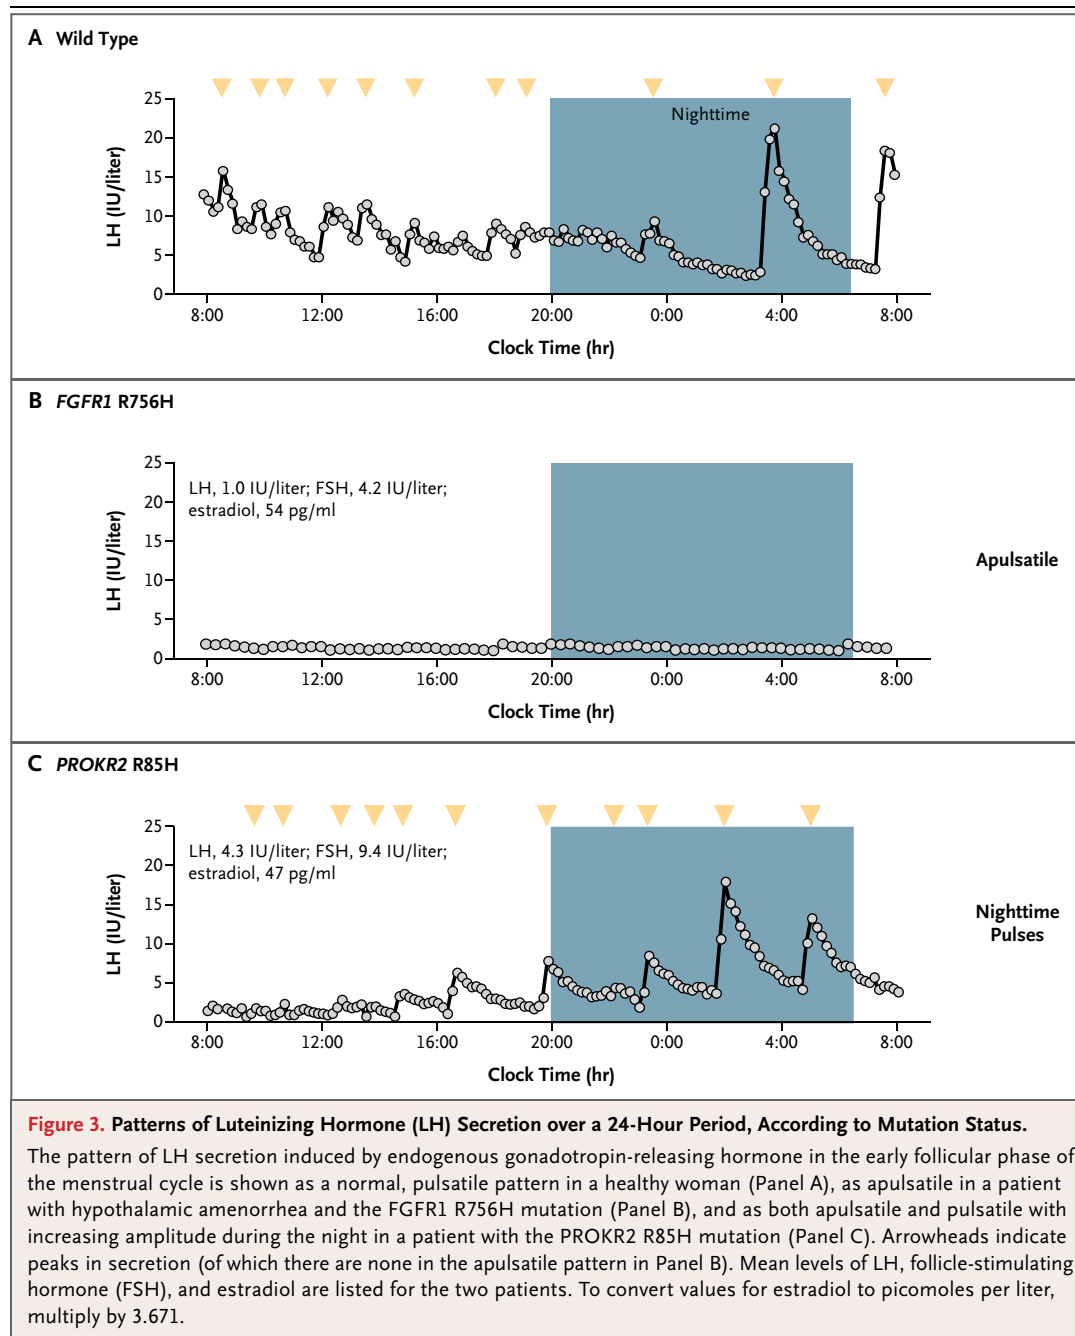 A Wild Type
25
20
15
10
5
0
LH (IU/liter)
Nighttime
8:00 12:00 16:00 20:00 0:00 4:00 8:00
Clock Time (hr)
B FGFR1 R756H
25
20
15
10
5
0
LH (IU/liter)
LH, 1.0 IU/liter; FSH, 4.2 IU/liter;
estradiol, 54 pg/ml
Apulsatile
8:00 12:00 16:00 20:00 0:00 4:00 8:00
Clock Time (hr)
C PROKR2 R85H
25
20
15
10
5
0
LH (IU/liter)
LH, 4.3 IU/liter; FSH, 9.4 IU/liter;
estradiol, 47 pg/ml
Nighttime
Pulses
8:00 12:00 16:00 20:00 0:00 4:00 8:00
Clock Time (hr)
Figure 3. Patterns of Luteinizing Hormone (LH) Secretion over a 24-Hour Period, According to Mutation Status.
The pattern of LH secretion induced by endogenous gonadotropin-releasing hormone in the early follicular phase of
the menstrual cycle is shown as a normal, pulsatile pattern in a healthy woman (Panel A), as apulsatile in a patient
with hypothalamic amenorrhea and the FGFR1 R756H mutation (Panel B), and as both apulsatile and pulsatile with
increasing amplitude during the night in a patient with the PROKR2 R85H mutation (Panel C). Arrowheads indicate
peaks in secretion (of which there are none in the apulsatile pattern in Panel B). Mean levels of LH, follicle-stimulating
hormone (FSH), and estradiol are listed for the two patients. To convert values for estradiol to picomoles per liter,
multiply by 3.671.